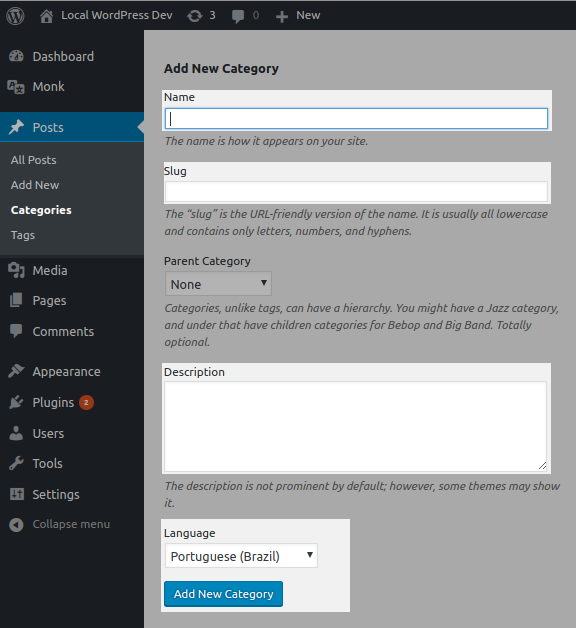 Local WordPress Dev 3 0 New
Dashboard
Monk
Posts
All Posts
Add New
Categories
Tags
Media
Pages
Comments
Appearance
Plugins 2
Users
Tools
Settings
Collapse menu
Add New Category
Name
The name is how it appears on your site.
Slug
The “slug” is the URL-friendly version of the name. It is usually all lowercase
and contains only letters, numbers, and hyphens.
Parent Category
None
Categories, unlike tags, can have a hierarchy. You might have a Jazz category,
and under that have children categories for Bebop and Big Band. Totally
optional.
Description
The description is not prominent by default; however, some themes may show
it.
Language
Portuguese (Brazil)
Add New Category